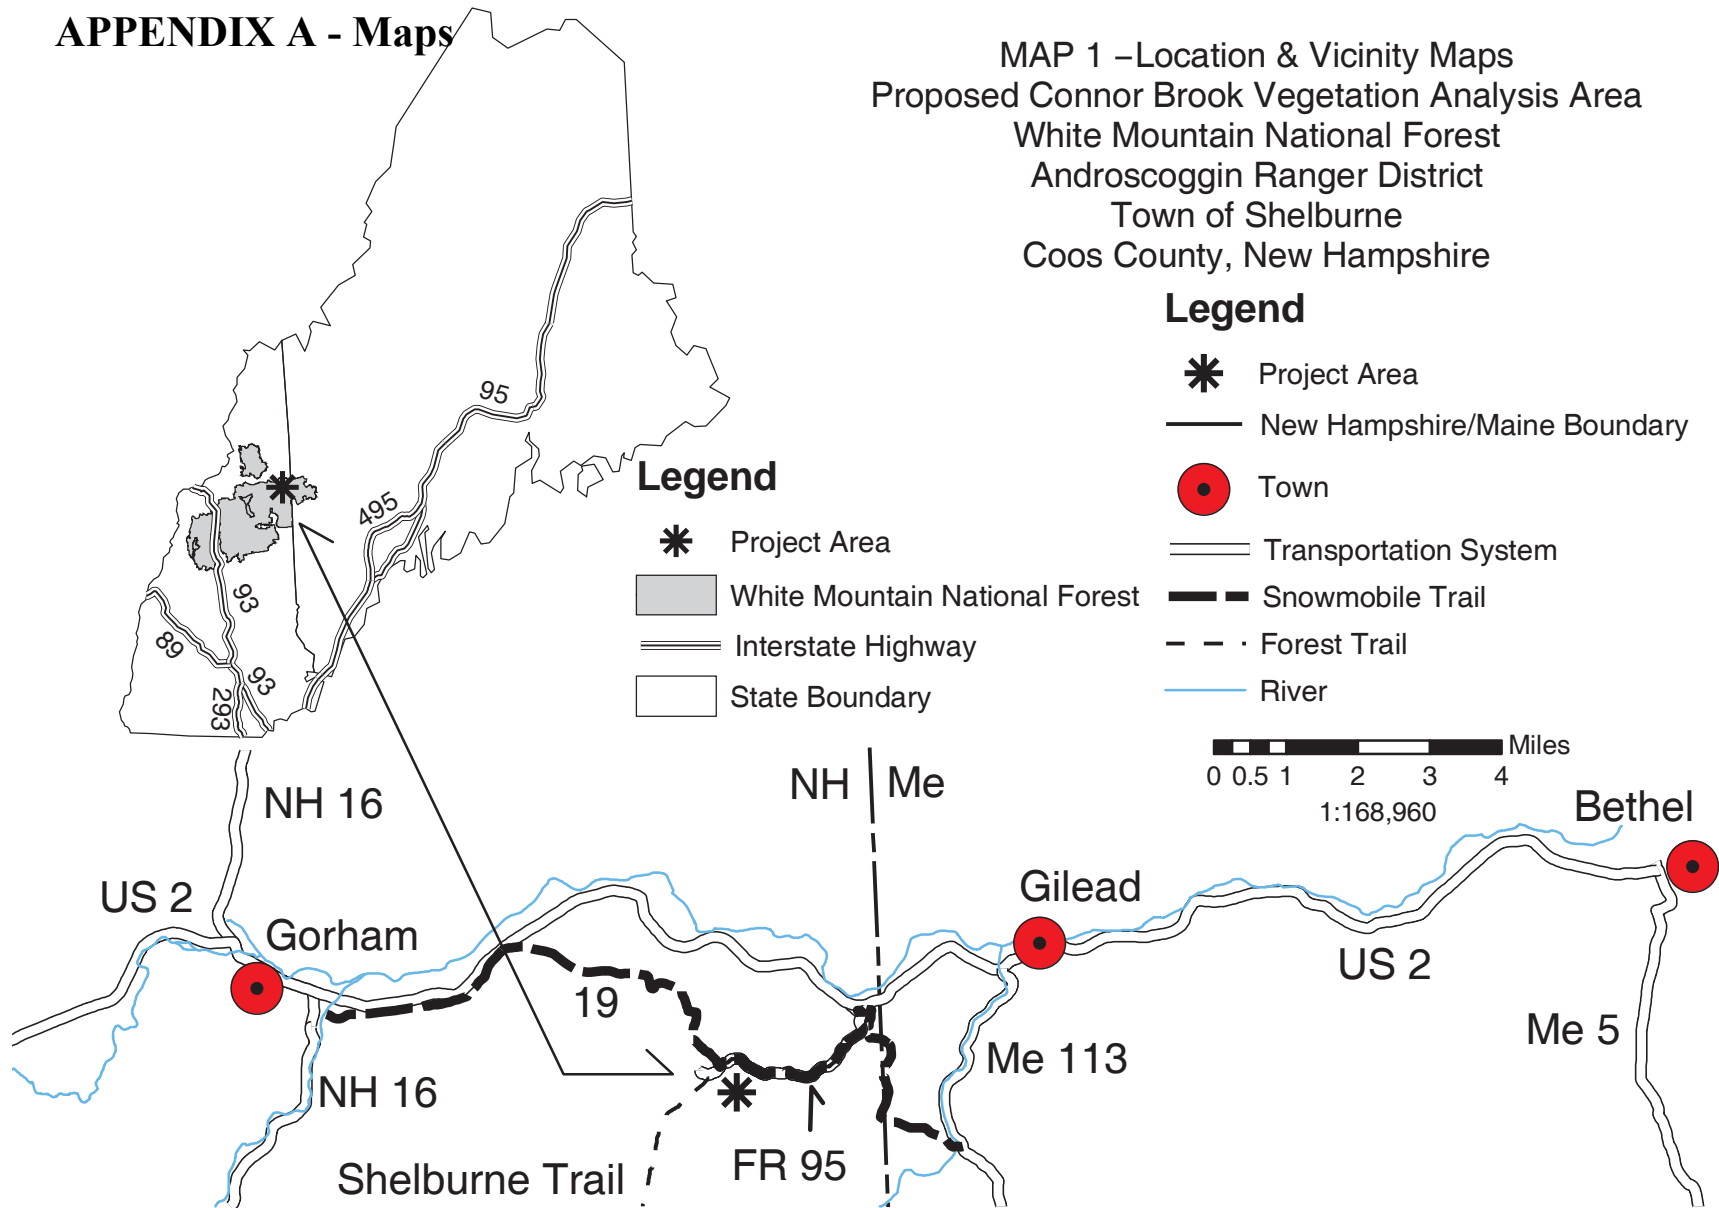 APPENDIX A - Maps
MAP 1 –Location & Vicinity Maps
Proposed Connor Brook Vegetation Analysis Area
White Mountain National Forest
Androscoggin Ranger District
Town of Shelburne
Coos County, New Hampshire
Legend
Project Area
New Hampshire/Maine Boundary
Town
Transportation System
Snowmobile Trail
Forest Trail
River
Miles
0 0.5 1 2 3 4
1:168,960
Legend
Project Area
White Mountain National Forest
Interstate Highway
State Boundary
95
495
93
89
93
293
NH 16
NH Me
Bethel
US 2
Gorham
Gilead
US 2
19
Me 5
Me 113
NH 16
FR 95
Shelburne Trail